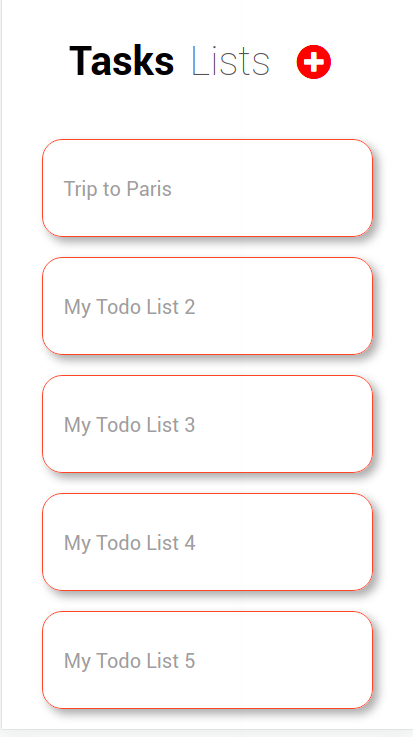 Tasks Lists
Trip to Paris
My Todo List 2
My Todo List 3
My Todo List 4
My Todo List 5